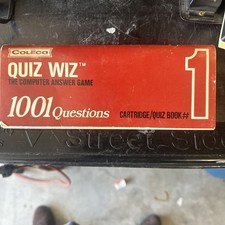 COLECO
QUIZ WIZ™
THE COMPUTER ANSWER GAME
1001 Questions
CARTRIDGE/QUIZ BOOK# 1